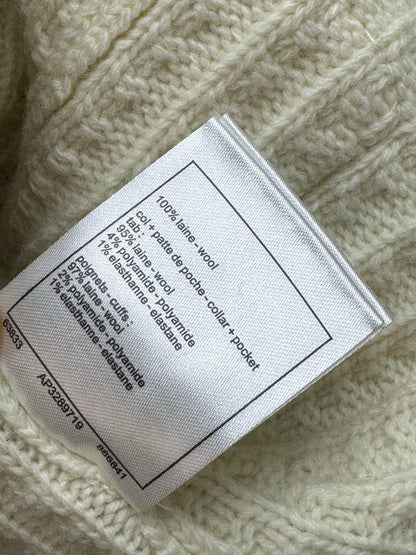 100% laine - wool
col + patte de poche - collar + pocket
tab :
95% laine - wool
4% polyamide - polyamide
1% elasthanne - elastane
poignets - cuffs :
97% laine - wool
2% polyamide - polyamide
1% elasthanne - elastane
63833 AP3289719 866841